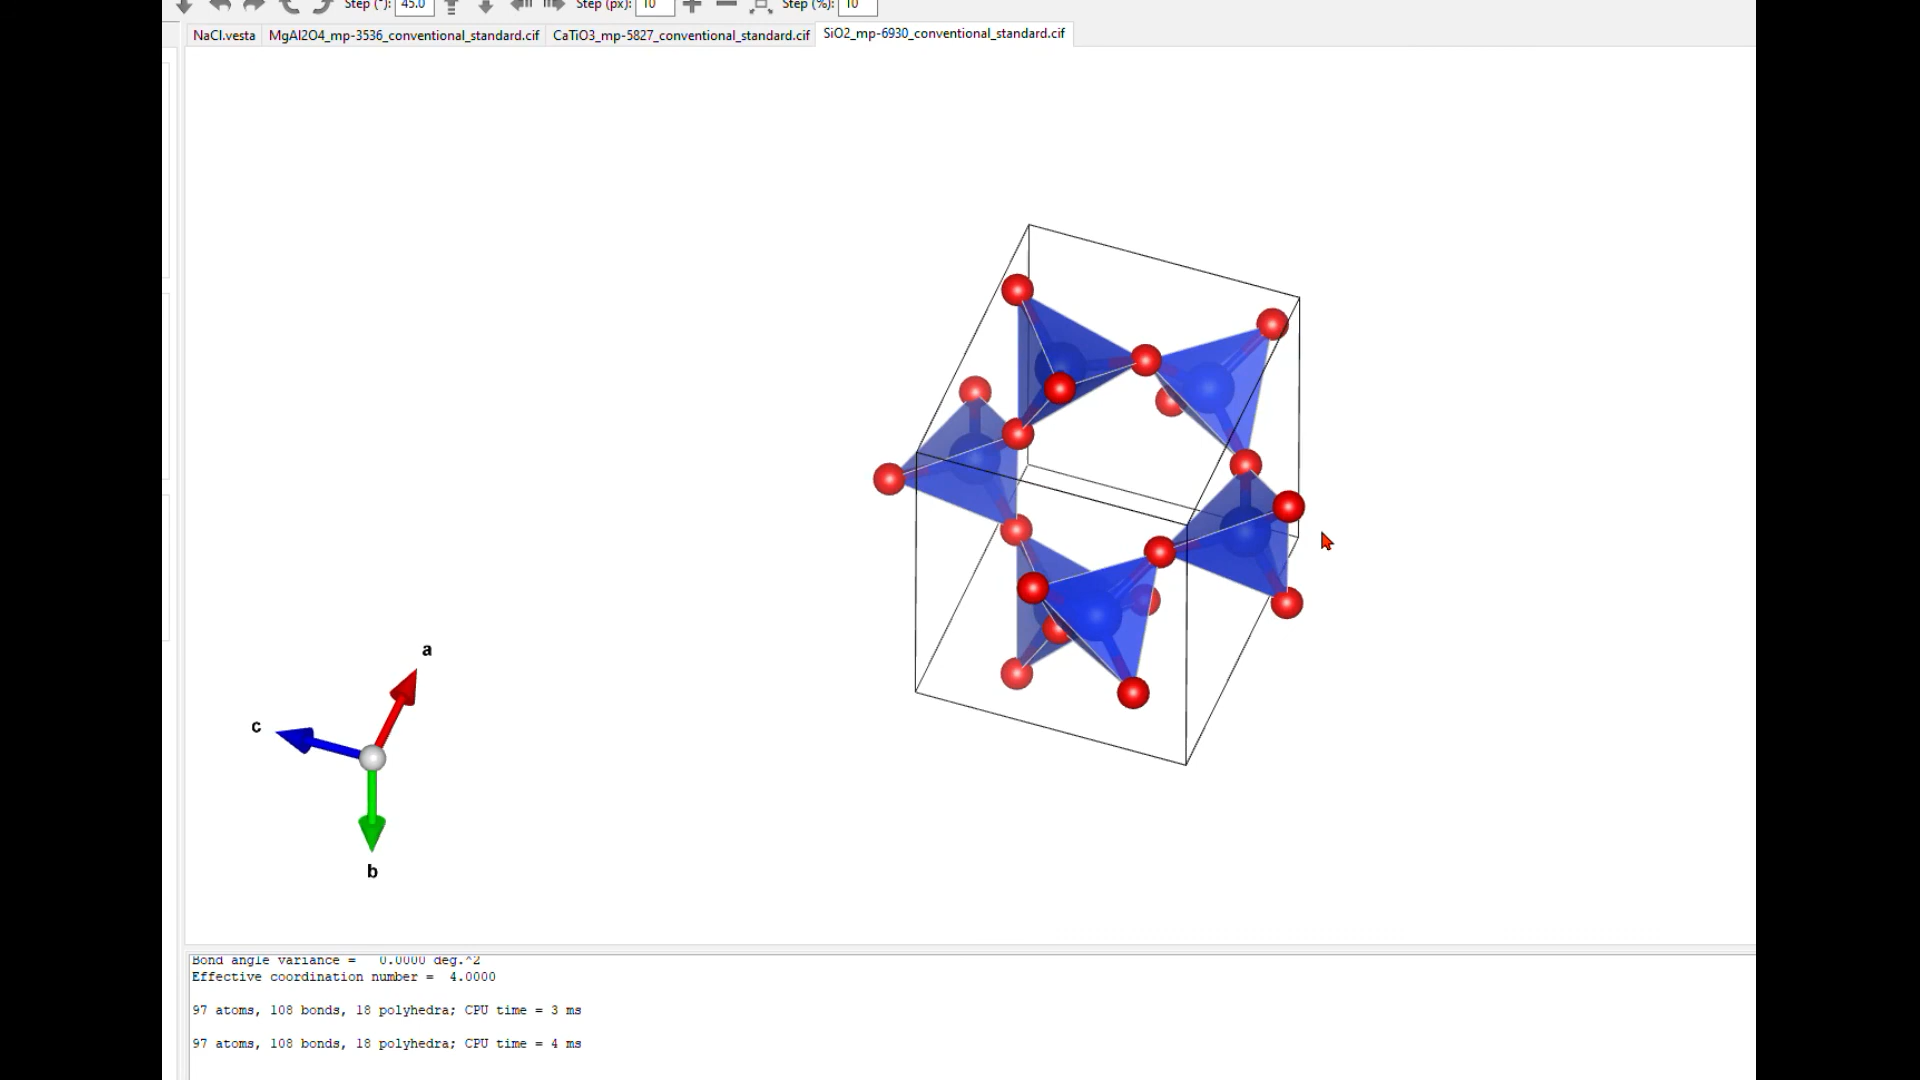 Step (°): 45.0 Step (px): 10 Step (%): 10
NaCl.vesta MgAl2O4_mp-3536_conventional_standard.cif CaTiO3_mp-5827_conventional_standard.cif SiO2_mp-6930_conventional_standard.cif
a
c
b
Bond angle variance = 0.0000 deg.^2
Effective coordination number = 4.0000
97 atoms, 108 bonds, 18 polyhedra; CPU time = 3 ms
97 atoms, 108 bonds, 18 polyhedra; CPU time = 4 ms